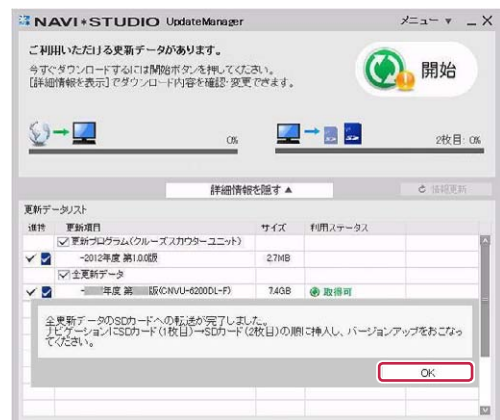 NAVI*STUDIO UpdateManager
メニュー ▼ _ X
ご利用いただける更新データがあります。
今すぐダウンロードするには開始ボタンを押してください。
[詳細情報を表示]でダウンロード内容を確認・変更できます。
開始
0%
2枚目: 0%
詳細情報を隠す ▲
情報更新
更新データリスト
進捗 更新項目 サイズ 利用ステータス
更新プログラム(クルーズスカウターユニット)
-2012年度 第1.0.0版 2.7MB
全更新データ
- 年度 第 版(CNVU-6200DL-F) 7.4GB 取得可
全更新データのSDカードへの転送が完了しました。
ナビゲーションにSDカード(1枚目)→SDカード(2枚目)の順に挿入し、バージョンアップをおこなっ
てください。
OK